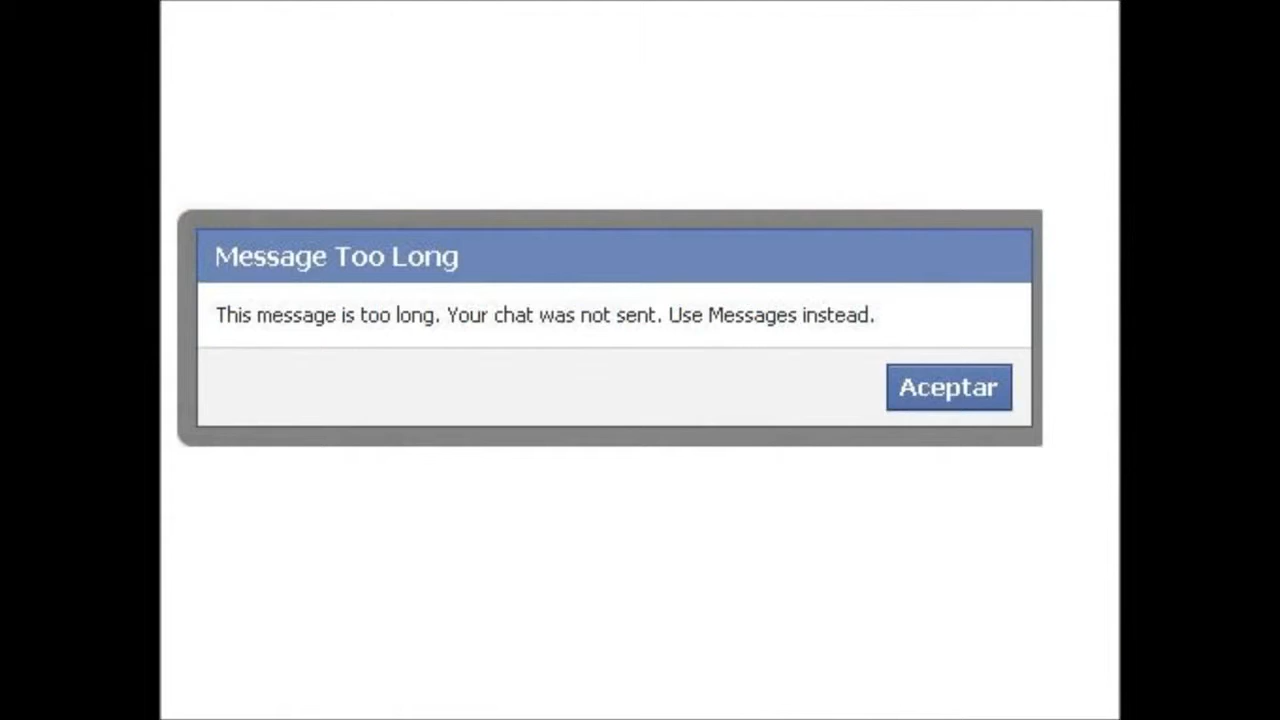 Message Too Long
This message is too long. Your chat was not sent. Use Messages instead.
Aceptar